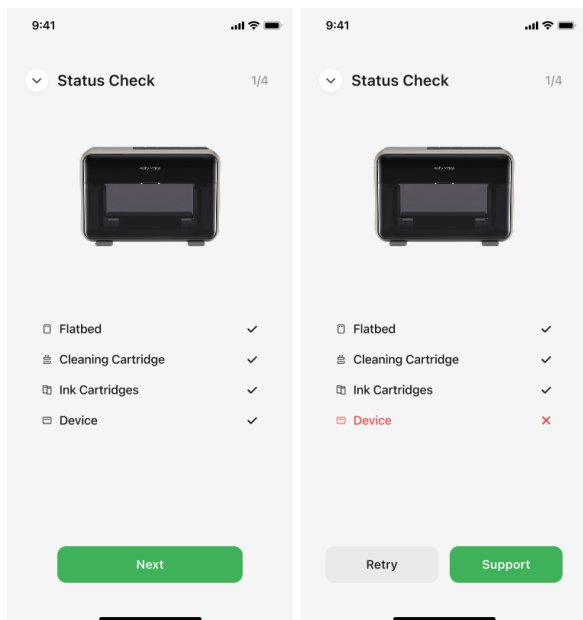 9:41
Status Check 1/4
Flatbed
Cleaning Cartridge
Ink Cartridges
Device
Next
9:41
Status Check 1/4
Flatbed
Cleaning Cartridge
Ink Cartridges
Device
Retry Support